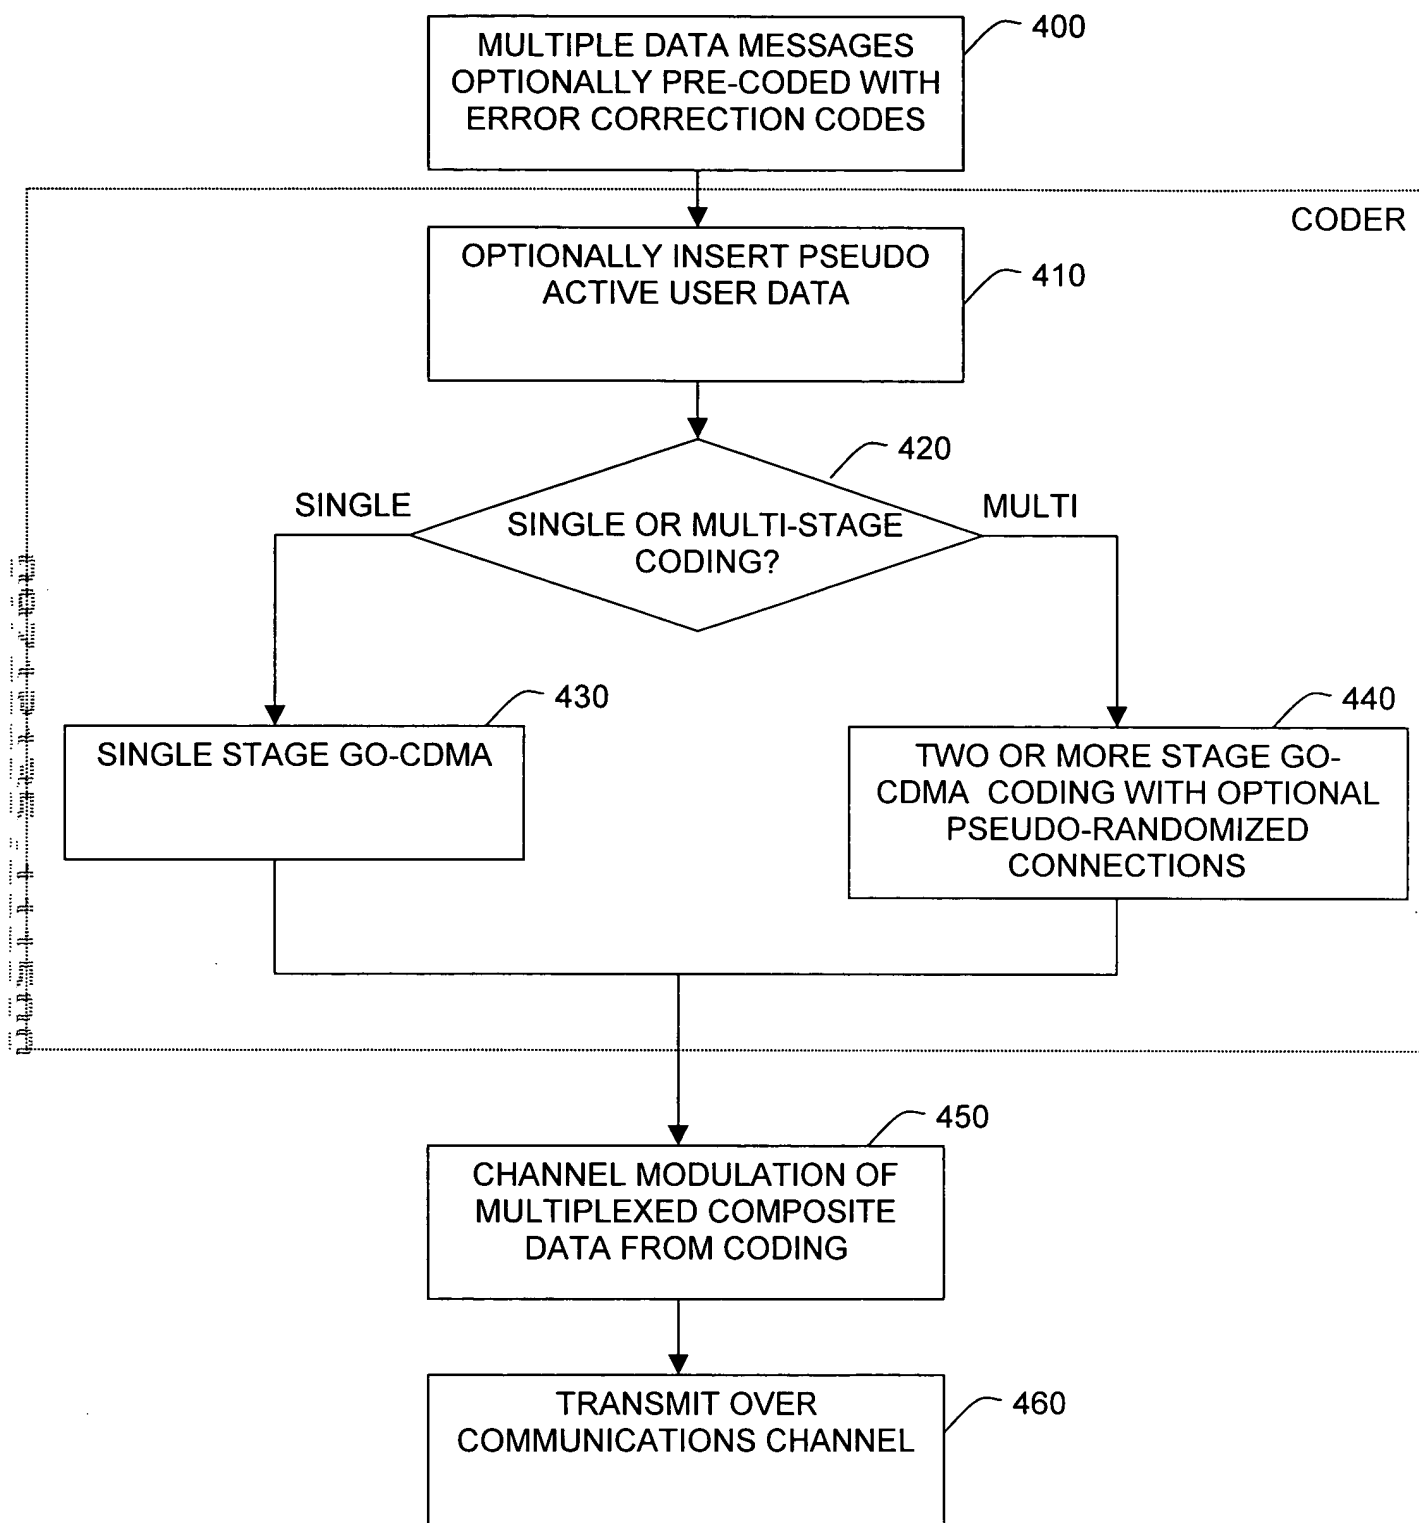 400
MULTIPLE DATA MESSAGES
OPTIONALLY PRE-CODED WITH
ERROR CORRECTION CODES
CODER
OPTIONALLY INSERT PSEUDO
ACTIVE USER DATA
410
420
SINGLE
MULTI
SINGLE OR MULTI-STAGE
CODING?
430
440
SINGLE STAGE GO-CDMA
TWO OR MORE STAGE GO-
CDMA CODING WITH OPTIONAL
PSEUDO-RANDOMIZED
CONNECTIONS
450
CHANNEL MODULATION OF
MULTIPLEXED COMPOSITE
DATA FROM CODING
460
TRANSMIT OVER
COMMUNICATIONS CHANNEL